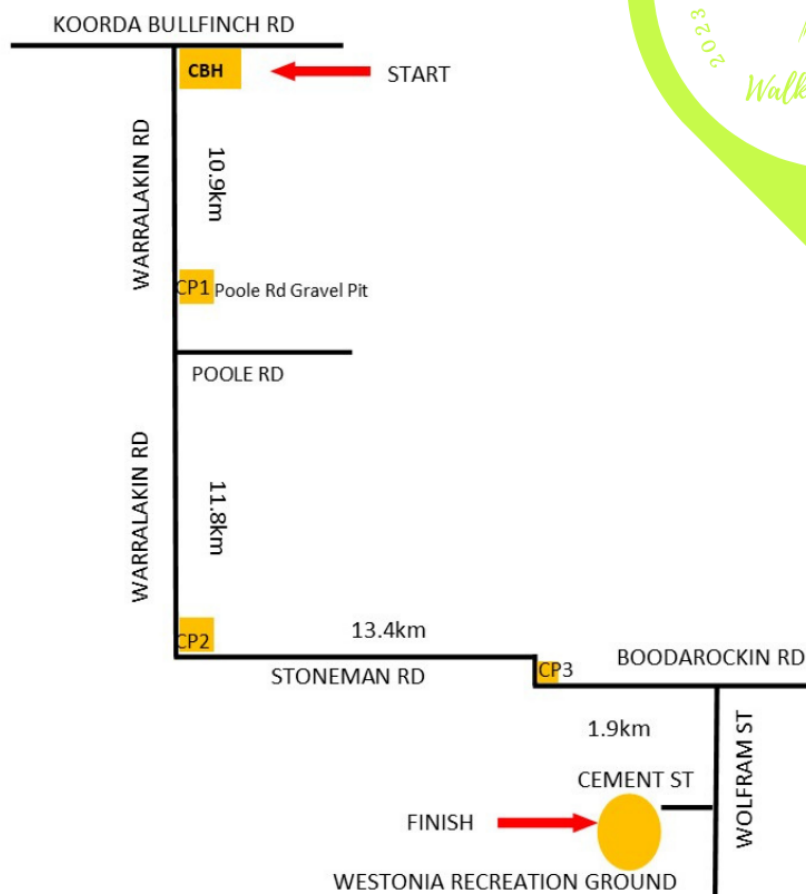 KOORDA BULLFINCH RD
2023
CBH
START
Walk
WARRALAKIN RD
10.9km
CP1 Poole Rd Gravel Pit
POOLE RD
WARRALAKIN RD
11.8km
CP2
13.4km
STONEMAN RD
CP3
BOODAROCKIN RD
1.9km
WOLFRAM ST
CEMENT ST
FINISH
WESTONIA RECREATION GROUND